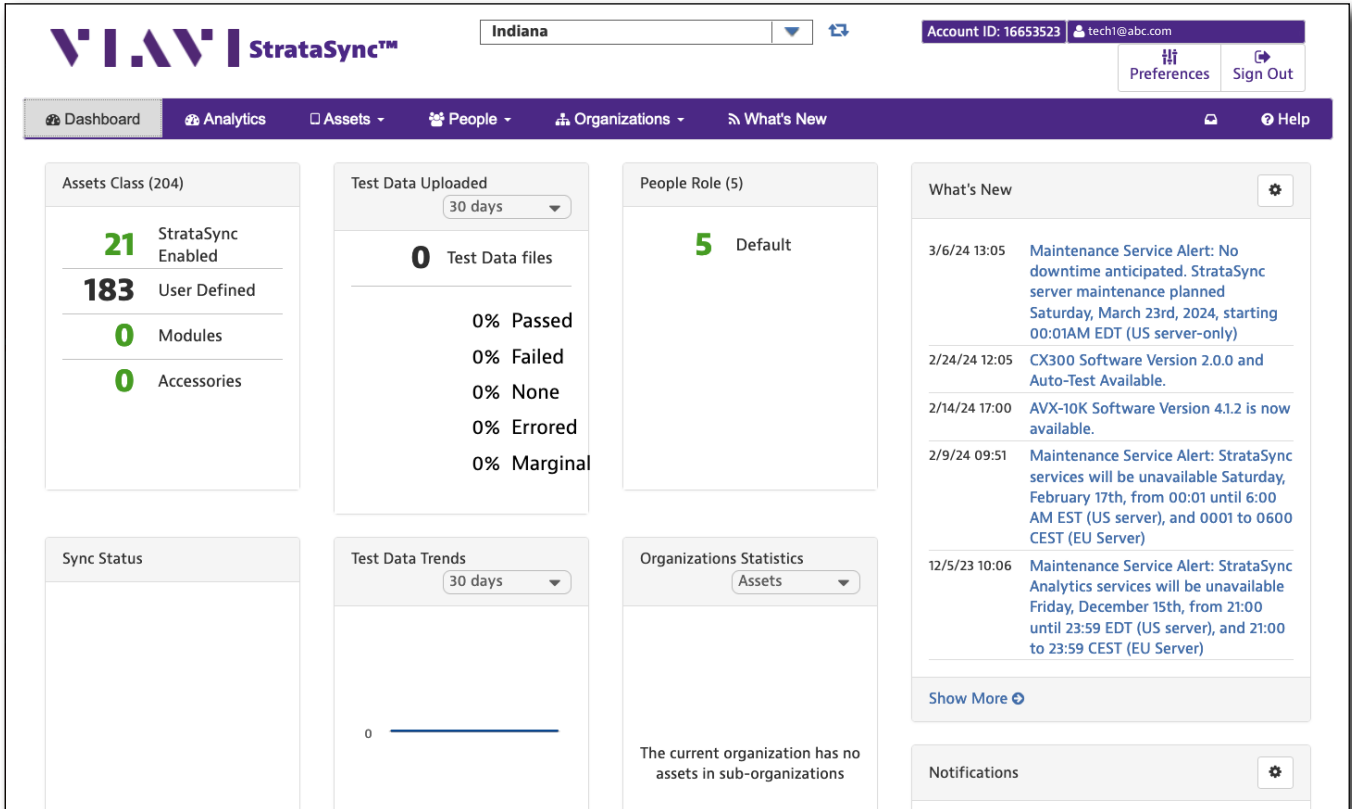 VIAVI StrataSync™
Indiana
Account ID: 16653523 tech1@abc.com
Preferences
Sign Out
Dashboard Analytics Assets People Organizations What's New Help
Assets Class (204)
21 StrataSync
Enabled
183 User Defined
0 Modules
0 Accessories
Test Data Uploaded
30 days
0 Test Data files
0% Passed
0% Failed
0% None
0% Errored
0% Marginal
People Role (5)
5 Default
What's New
3/6/24 13:05 Maintenance Service Alert: No
downtime anticipated. StrataSync
server maintenance planned
Saturday, March 23rd, 2024, starting
00:01AM EDT (US server-only)
2/24/24 12:05 CX300 Software Version 2.0.0 and
Auto-Test Available.
2/14/24 17:00 AVX-10K Software Version 4.1.2 is now
available.
2/9/24 09:51 Maintenance Service Alert: StrataSync
services will be unavailable Saturday,
February 17th, from 00:01 until 6:00
AM EST (US server), and 0001 to 0600
CEST (EU Server)
12/5/23 10:06 Maintenance Service Alert: StrataSync
Analytics services will be unavailable
Friday, December 15th, from 21:00
until 23:59 EDT (US server), and 21:00
to 23:59 CEST (EU Server)
Show More
Sync Status
Test Data Trends
30 days
0
Organizations Statistics
Assets
The current organization has no
assets in sub-organizations
Notifications